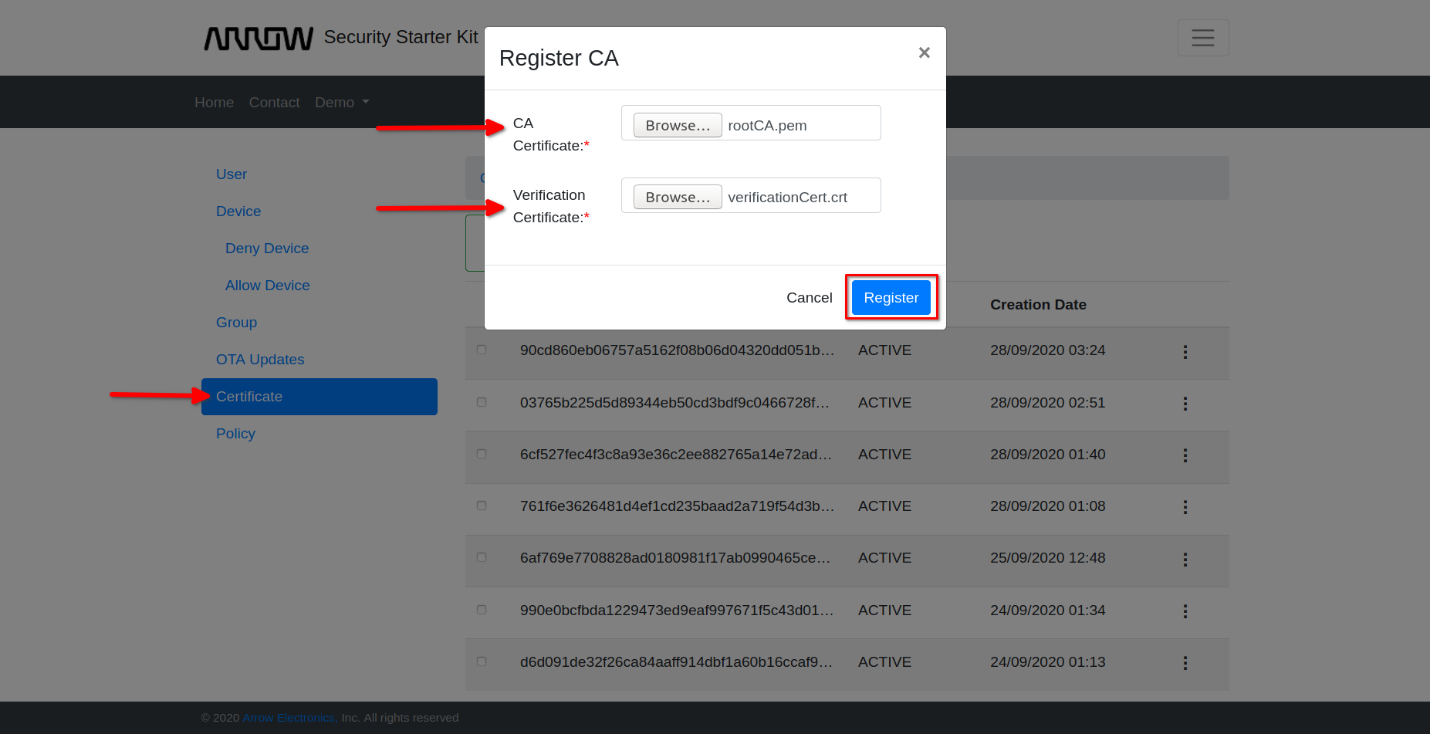 ARROW Security Starter Kit
Register CA
×
Home Contact Demo
CA
Certificate:*
Browse... rootCA.pem
Verification
Certificate:*
Browse... verificationCert.crt
Cancel Register
User
Device
Deny Device
Allow Device
Group
OTA Updates
Certificate
Policy
Creation Date
90cd860eb06757a5162f08b06d04320dd051b... ACTIVE 28/09/2020 03:24
03765b225d5d89344eb50cd3bdf9c0466728f... ACTIVE 28/09/2020 02:51
6cf527fec4f3c8a93e36c2ee882765a14e72ad... ACTIVE 28/09/2020 01:40
761f6e3626481d4ef1cd235baad2a719f54d3b... ACTIVE 28/09/2020 01:08
6af769e7708828ad0180981f17ab0990465ce... ACTIVE 25/09/2020 12:48
990e0bcfbda1229473ed9eaf997671f5c43d01... ACTIVE 24/09/2020 01:34
d6d091de32f26ca84aaff914dbf1a60b16ccaf9... ACTIVE 24/09/2020 01:13
© 2020 Arrow Electronics, Inc. All rights reserved